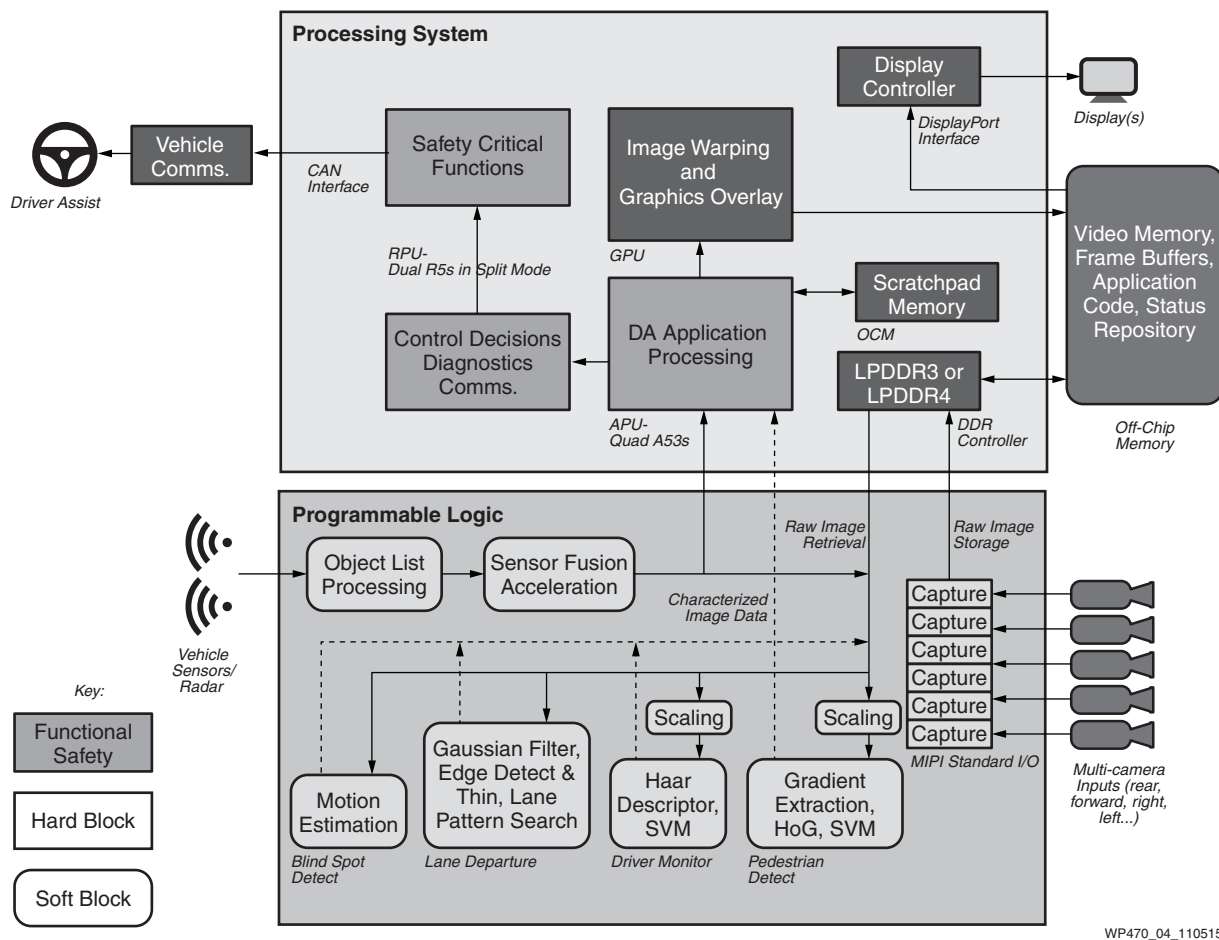 Processing System
Display
Controller
Display(s)
DisplayPort
Interface
Vehicle
Comms.
Driver Assist
CAN
Interface
Safety Critical
Functions
Image Warping
and
Graphics Overlay
RPU-
Dual R5s in Split Mode
GPU
Video Memory,
Frame Buffers,
Application
Code, Status
Repository
Off-Chip
Memory
Scratchpad
Memory
OCM
Control Decisions
Diagnostics
Comms.
DA Application
Processing
APU-
Quad A53s
LPDDR3 or
LPDDR4
DDR
Controller
Programmable Logic
Object List
Processing
Sensor Fusion
Acceleration
Raw Image
Retrieval
Raw Image
Storage
Characterized
Image Data
Vehicle
Sensors/
Radar
Capture
Capture
Capture
Capture
Capture
Capture
MIPI Standard I/O
Multi-camera
Inputs (rear,
forward, right,
left...)
Scaling
Scaling
Motion
Estimation
Blind Spot
Detect
Gaussian Filter,
Edge Detect &
Thin, Lane
Pattern Search
Lane Departure
Haar
Descriptor,
SVM
Driver Monitor
Gradient
Extraction,
HoG, SVM
Pedestrian
Detect
Key:
Functional
Safety
Hard Block
Soft Block
WP470_04_110515